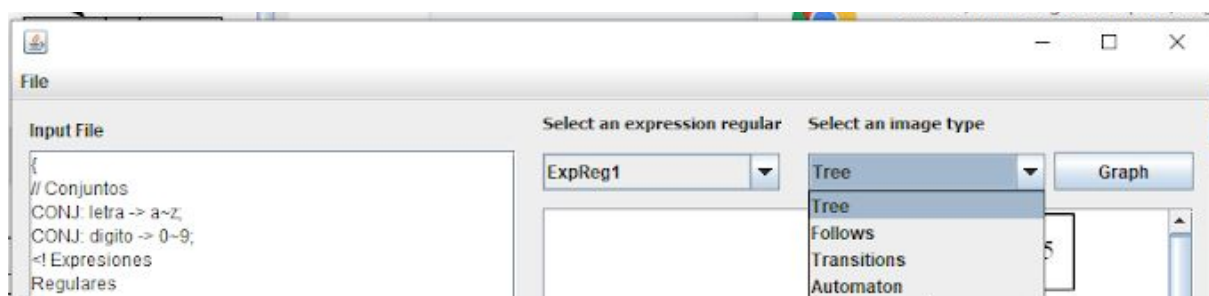 File
Input File
Select an expression regular
Select an image type
{
// Conjuntos
CONJ: letra -> a~z;
CONJ: digito -> 0~9;
<! Expresiones
Regulares
ExpReg1
Tree
Graph
Tree
Follows
Transitions
Automaton
5